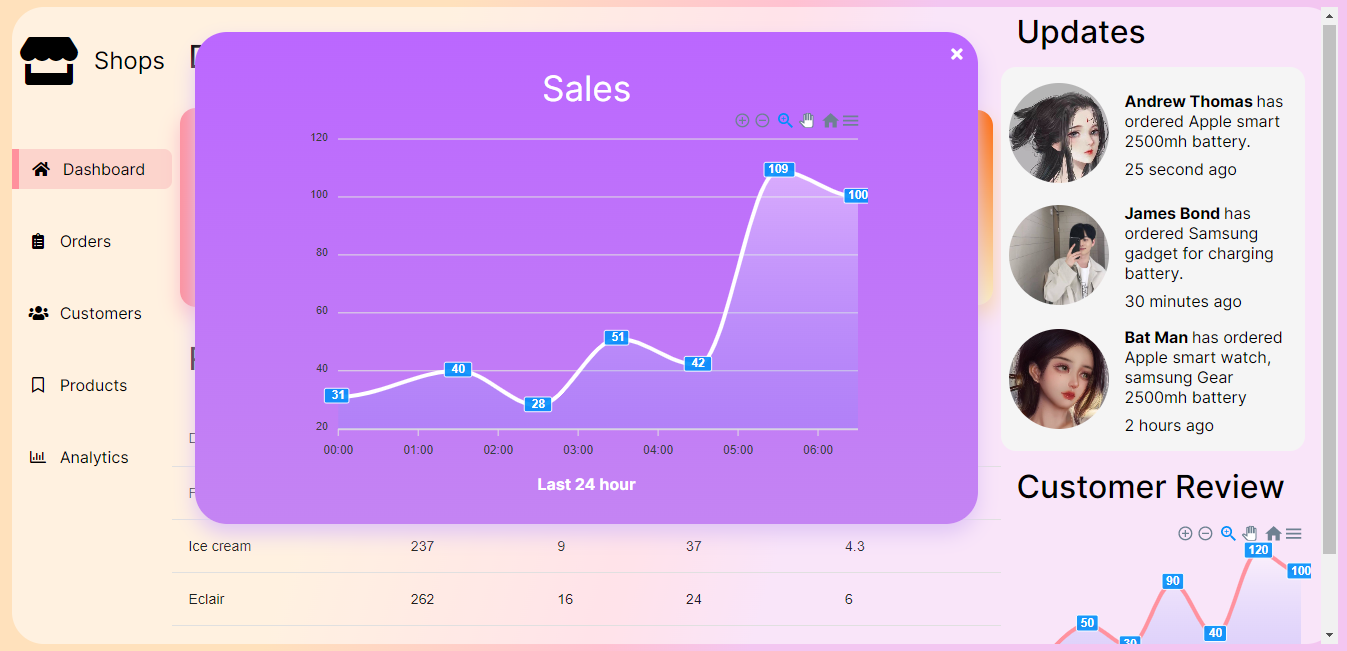 Shops
Dashboard
Orders
Customers
Products
Analytics
Sales
120
100
80
60
40
20
31
40
28
51
42
109
100
00:00
01:00
02:00
03:00
04:00
05:00
06:00
Last 24 hour
Ice cream 237 9 37 4.3
Eclair 262 16 24 6
Updates
Andrew Thomas has
ordered Apple smart
2500mh battery.
25 second ago
James Bond has
ordered Samsung
gadget for charging
battery.
30 minutes ago
Bat Man has ordered
Apple smart watch,
samsung Gear
2500mh battery
2 hours ago
Customer Review
50
30
90
40
120
100